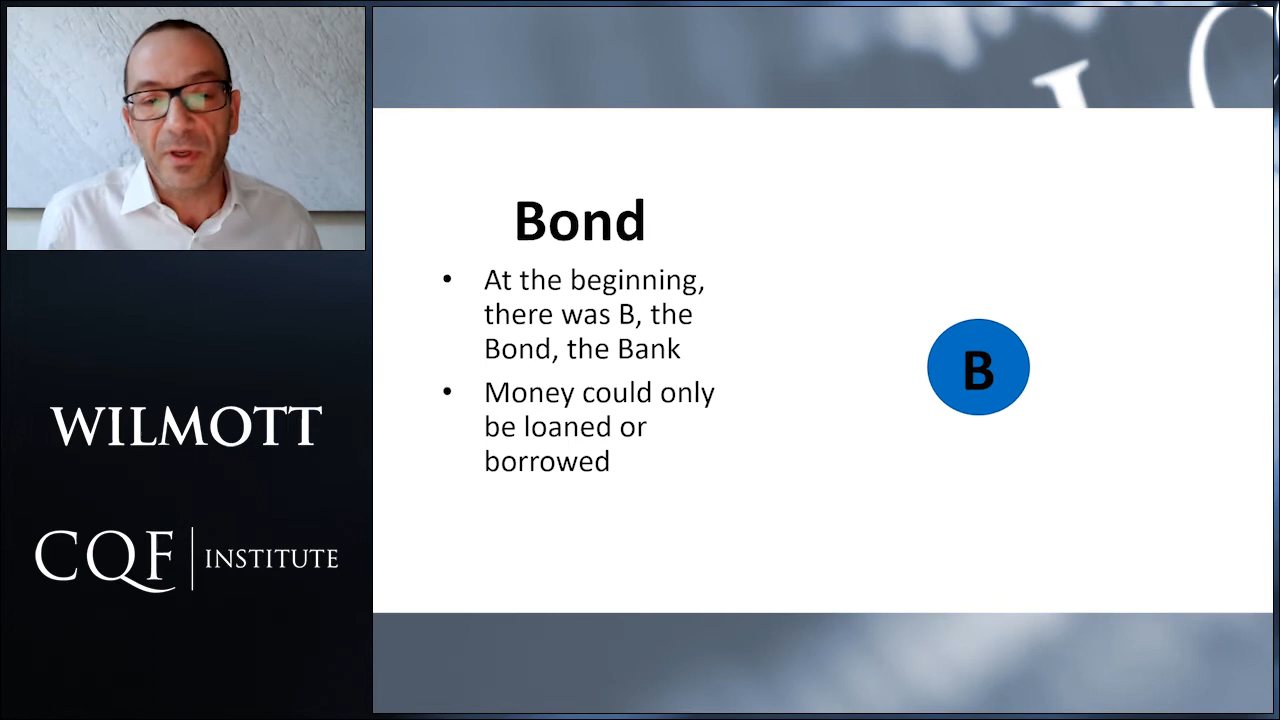 Bond
• At the beginning,
there was B, the
Bond, the Bank
• Money could only
be loaned or
borrowed
B
WILMOTT
CQF | INSTITUTE